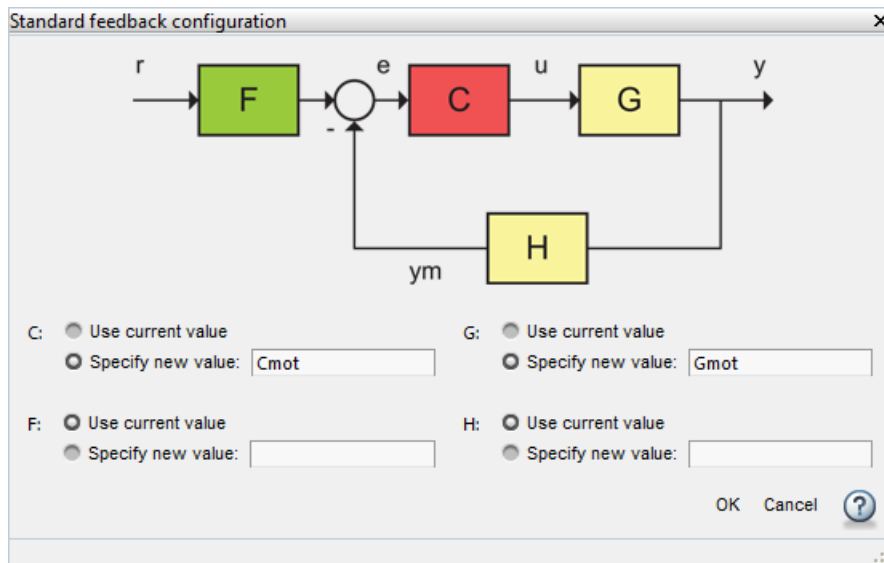 Standard feedback configuration
r
F
e
C
u
G
y
-
H
ym
C: Use current value
Specify new value: Cmot
G: Use current value
Specify new value: Gmot
F: Use current value
Specify new value:
H: Use current value
Specify new value:
OK Cancel ?